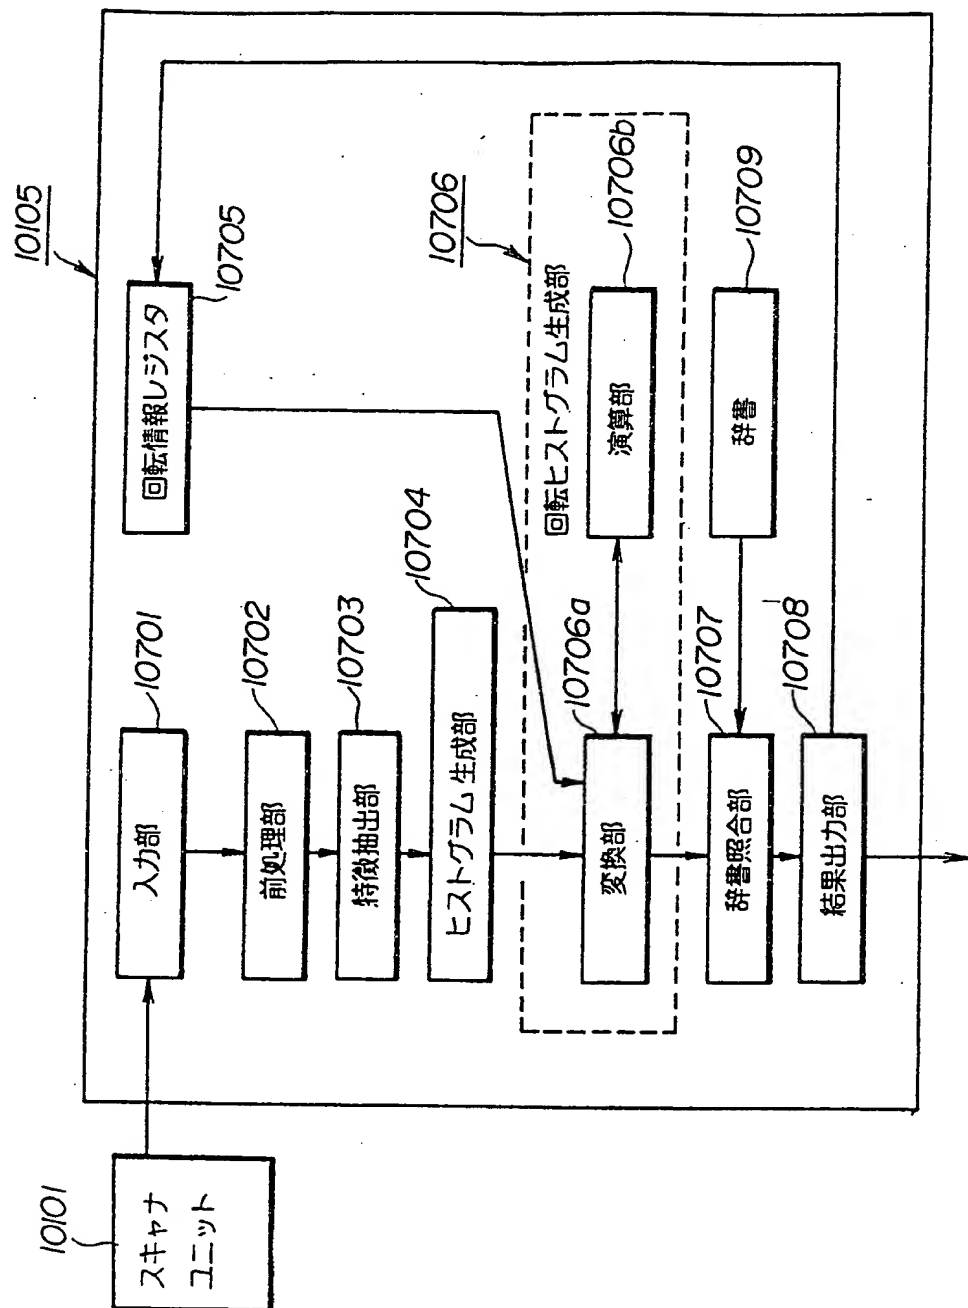 10105
10101
スキャナ
ユニット
入力部
10701
前処理部
10702
特徴抽出部
10703
ヒストグラム生成部
10704
回転情報レジスタ
10705
10706
回転ヒストグラム生成部
変換部
10706a
演算部
10706b
辞書照合部
10707
辞書
10709
結果出力部
10708